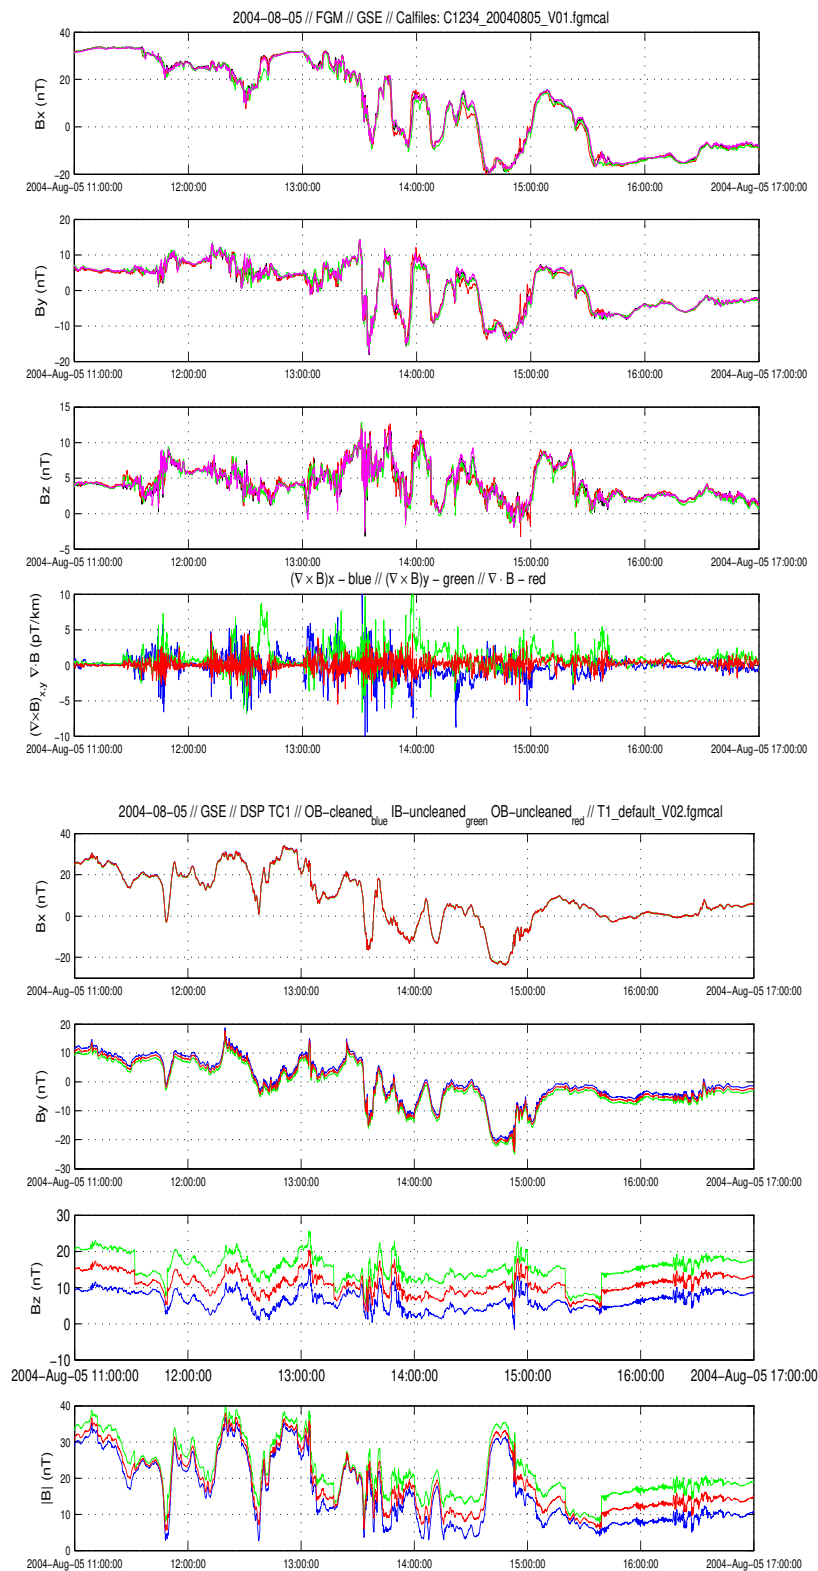 2004−08−05 // FGM // GSE // Calfiles: C1234_20040805_V01.fgmcal
40
20
0
−20
Bx (nT)
2004−Aug−05 11:00:00 12:00:00 13:00:00 14:00:00 15:00:00 16:00:00 2004−Aug−05 17:00:00
20
10
0
−10
−20
By (nT)
2004−Aug−05 11:00:00 12:00:00 13:00:00 14:00:00 15:00:00 16:00:00 2004−Aug−05 17:00:00
15
10
5
0
−5
Bz (nT)
2004−Aug−05 11:00:00 12:00:00 13:00:00 14:00:00 15:00:00 16:00:00 2004−Aug−05 17:00:00
(∇ × B)x − blue // (∇ × B)y − green // ∇ · B − red
10
5
0
−5
−10
(∇×B)x,y ∇·B (pT/km)
2004−Aug−05 11:00:00 12:00:00 13:00:00 14:00:00 15:00:00 16:00:00 2004−Aug−05 17:00:00
2004−08−05 // GSE // DSP TC1 // OB−cleaned_blue IB−uncleaned_green OB−uncleaned_red // T1_default_V02.fgmcal
40
20
0
−20
Bx (nT)
2004−Aug−05 11:00:00 12:00:00 13:00:00 14:00:00 15:00:00 16:00:00 2004−Aug−05 17:00:00
20
10
0
−10
−20
−30
By (nT)
2004−Aug−05 11:00:00 12:00:00 13:00:00 14:00:00 15:00:00 16:00:00 2004−Aug−05 17:00:00
30
20
10
0
−10
Bz (nT)
2004−Aug−05 11:00:00 12:00:00 13:00:00 14:00:00 15:00:00 16:00:00 2004−Aug−05 17:00:00
40
30
20
10
0
|B| (nT)
2004−Aug−05 11:00:00 12:00:00 13:00:00 14:00:00 15:00:00 16:00:00 2004−Aug−05 17:00:00